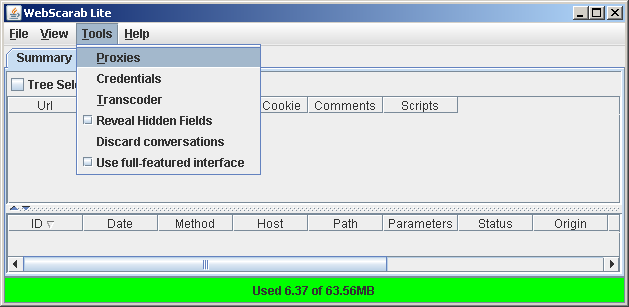 WebScarab Lite
File View Tools Help
Summary
Proxies
Tree Sele
Credentials
Transcoder
Url Cookie Comments Scripts
Reveal Hidden Fields
Discard conversations
Use full-featured interface
ID Date Method Host Path Parameters Status Origin
Used 6.37 of 63.56MB